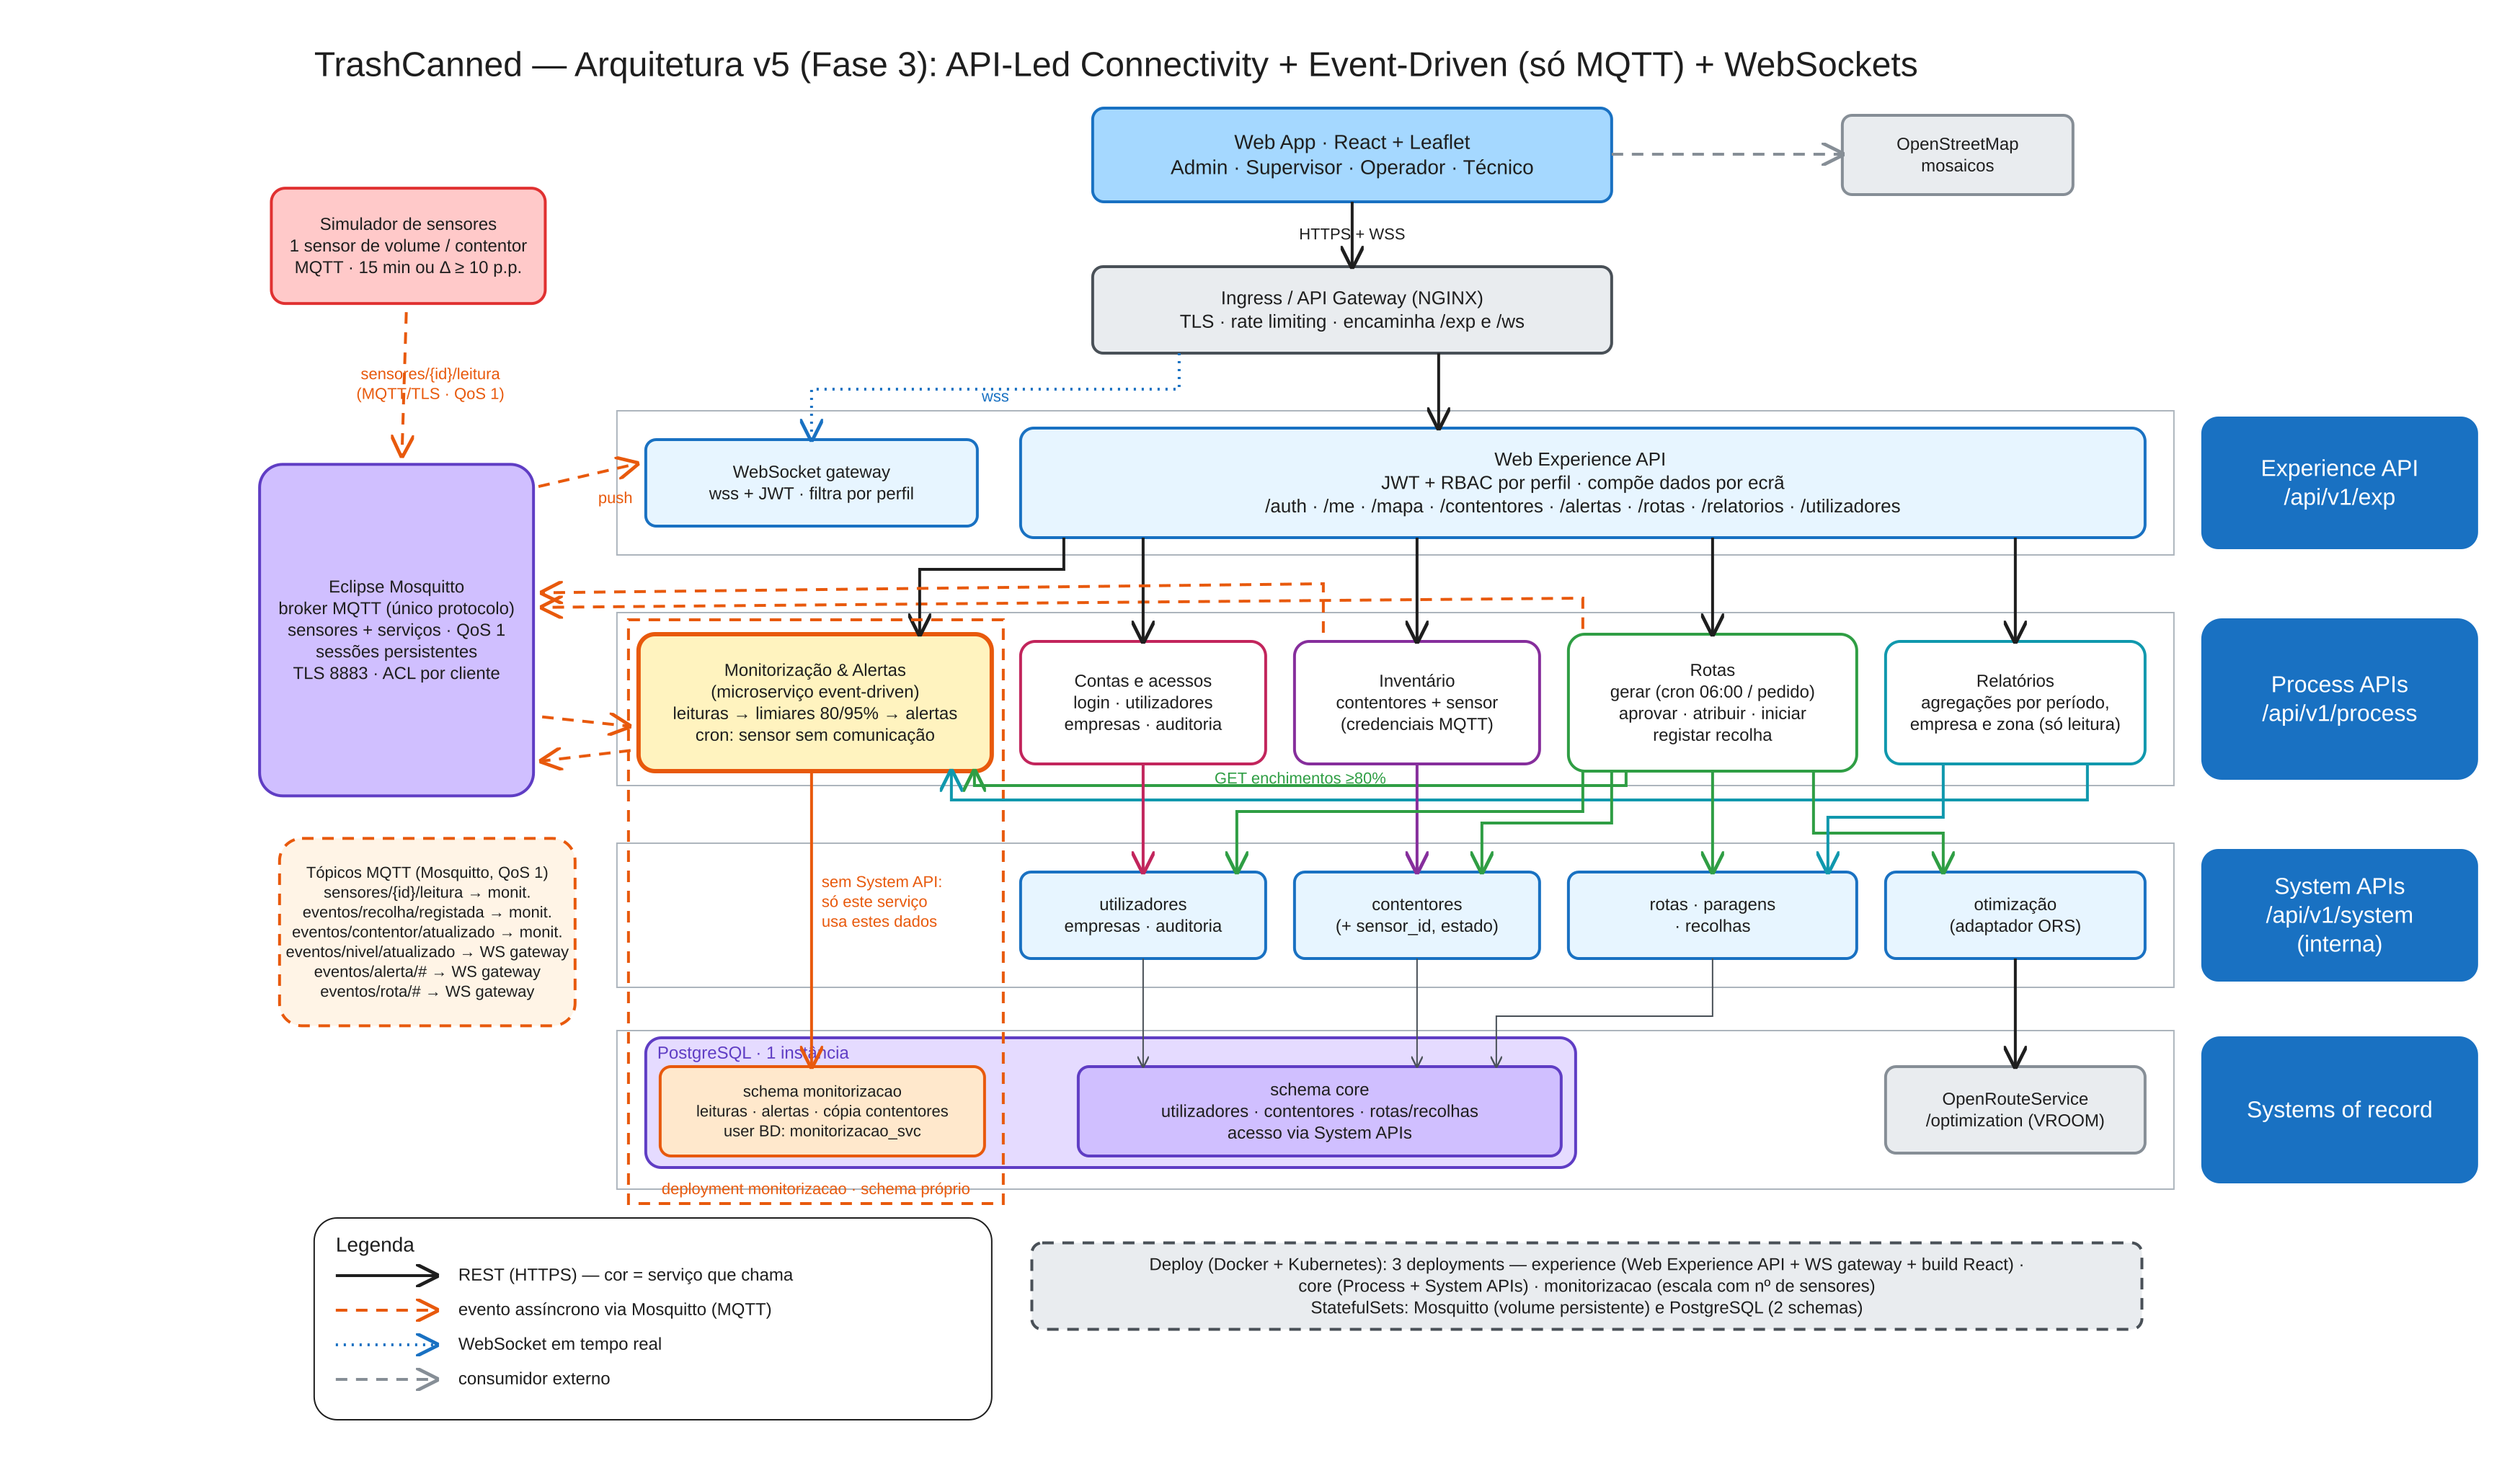 TrashCanned — Arquitetura v5 (Fase 3): API-Led Connectivity + Event-Driven (só MQTT) + WebSockets
Web App · React + Leaflet
Admin · Supervisor · Operador · Técnico
OpenStreetMap
mosaicos
Simulador de sensores
1 sensor de volume / contentor
MQTT · 15 min ou Δ ≥ 10 p.p.
HTTPS + WSS
Ingress / API Gateway (NGINX)
TLS · rate limiting · encaminha /exp e /ws
sensores/{id}/leitura
(MQTT/TLS · QoS 1)
wss
WebSocket gateway
wss + JWT · filtra por perfil
Web Experience API
JWT + RBAC por perfil · compõe dados por ecrã
/auth · /me · /mapa · /contentores · /alertas · /rotas · /relatorios · /utilizadores
Experience API
/api/v1/exp
push
Eclipse Mosquitto
broker MQTT (único protocolo)
sensores + serviços · QoS 1
sessões persistentes
TLS 8883 · ACL por cliente
Monitorização & Alertas
(microserviço event-driven)
leituras → limiares 80/95% → alertas
cron: sensor sem comunicação
Contas e acessos
login · utilizadores
empresas · auditoria
Inventário
contentores + sensor
(credenciais MQTT)
Rotas
gerar (cron 06:00 / pedido)
aprovar · atribuir · iniciar
registar recolha
Relatórios
agregações por período,
empresa e zona (só leitura)
Process APIs
/api/v1/process
GET enchimentos ≥80%
Tópicos MQTT (Mosquitto, QoS 1)
sensores/{id}/leitura → monit.
eventos/recolha/registada → monit.
eventos/contentor/atualizado → monit.
eventos/nivel/atualizado → WS gateway
eventos/alerta/# → WS gateway
eventos/rota/# → WS gateway
sem System API:
só este serviço
usa estes dados
utilizadores
empresas · auditoria
contentores
(+ sensor_id, estado)
rotas · paragens
· recolhas
otimização
(adaptador ORS)
System APIs
/api/v1/system
(interna)
PostgreSQL · 1 instância
schema monitorizacao
leituras · alertas · cópia contentores
user BD: monitorizacao_svc
schema core
utilizadores · contentores · rotas/recolhas
acesso via System APIs
OpenRouteService
/optimization (VROOM)
Systems of record
deployment monitorizacao · schema próprio
Legenda
REST (HTTPS) — cor = serviço que chama
evento assíncrono via Mosquitto (MQTT)
WebSocket em tempo real
consumidor externo
Deploy (Docker + Kubernetes): 3 deployments — experience (Web Experience API + WS gateway + build React) ·
core (Process + System APIs) · monitorizacao (escala com nº de sensores)
StatefulSets: Mosquitto (volume persistente) e PostgreSQL (2 schemas)